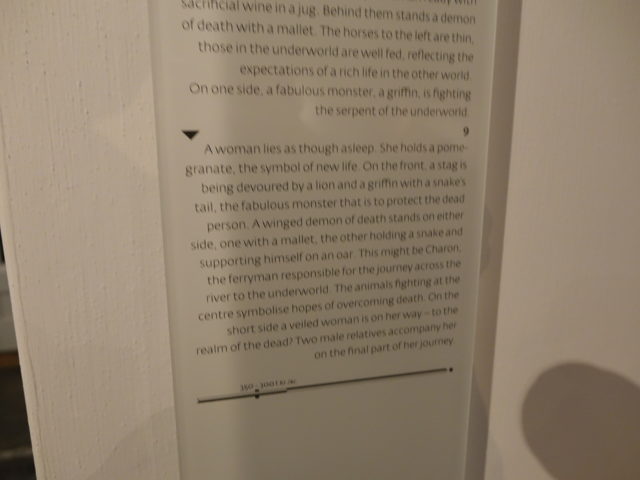 sacrificial wine in a jug. Behind them stands a demon
of death with a mallet. The horses to the left are thin,
those in the underworld are well fed, reflecting the
expectations of a rich life in the other world.
On one side, a fabulous monster, a griffin, is fighting
the serpent of the underworld.
9
A woman lies as though asleep. She holds a pome-
granate, the symbol of new life. On the front, a stag is
being devoured by a lion and a griffin with a snake's
tail, the fabulous monster that is to protect the dead
person. A winged demon of death stands on either
side, one with a mallet, the other holding a snake and
supporting himself on an oar. This might be Charon,
the ferryman responsible for the journey across the
river to the underworld. The animals fighting at the
centre symbolise hopes of overcoming death. On the
short side a veiled woman is on her way – to the
realm of the dead? Two male relatives accompany her
on the final part of her journey.